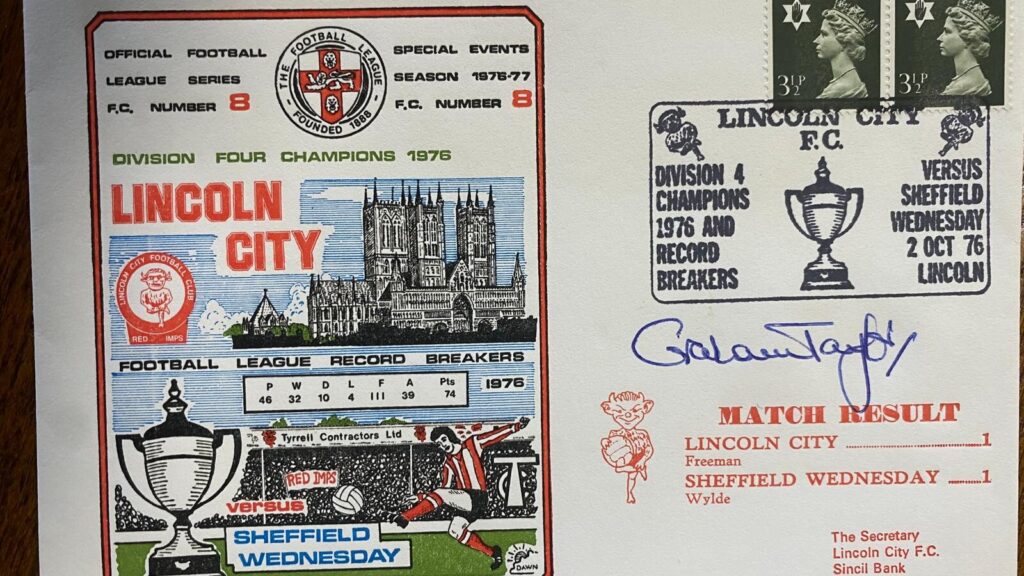 OFFICIAL FOOTBALL
LEAGUE SERIES
F.C. NUMBER 8
THE FOOTBALL LEAGUE
FOUNDED 1888
SPECIAL EVENTS
SEASON 1976-77
F.C. NUMBER 8
DIVISION FOUR CHAMPIONS 1976
LINCOLN
CITY
LINCOLN CITY FOOTBALL CLUB
RED IMPS
FOOTBALL LEAGUE RECORD BREAKERS
P W D L F A Pts
46 32 10 4 III 39 74
1976
Tyrrell Contractors Ltd
RED IMPS
versus
SHEFFIELD
WEDNESDAY
DAWN
3½P
3½P
LINCOLN CITY
F.C.
DIVISION 4
CHAMPIONS
1976 AND
RECORD
BREAKERS
VERSUS
SHEFFIELD
WEDNESDAY
2 OCT 76
LINCOLN
Graham Taylor
MATCH RESULT
LINCOLN CITY ........................1
Freeman
SHEFFIELD WEDNESDAY .........1
Wylde
The Secretary
Lincoln City F.C.
Sincil Bank